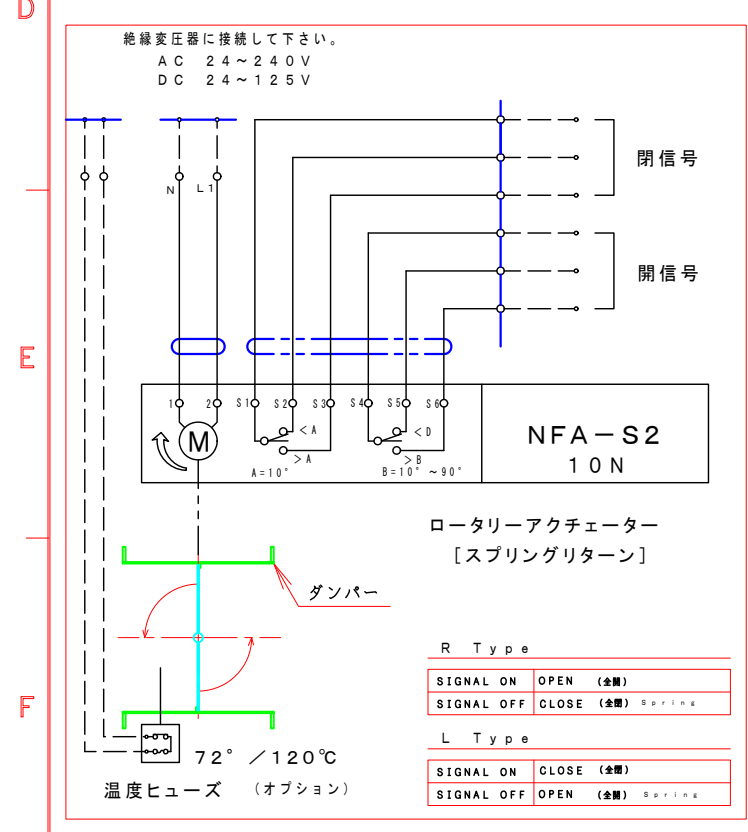 D
絶縁変圧器に接続して下さい。
AC 24~240V
DC 24~125V
閉信号
N L1
開信号
E
1 2 S1 S2 S3 S4 S5 S6
M
<A
>A
A=10°
<D
>B
B=10° ~90°
NFA-S2
10N
ロータリーアクチェーター
[スプリングリターン]
ダンパー
R Type
SIGNAL ON OPEN (全開)
SIGNAL OFF CLOSE (全閉) Spring
L Type
SIGNAL ON CLOSE (全閉)
SIGNAL OFF OPEN (全開) Spring
F
72° /120℃
温度ヒューズ (オプション)